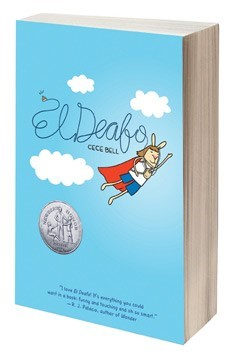 El Deafo
CECE BELL
"I love El Deafo! It's everything you could
want in a book: funny and touching and oh so smart."
— R. J. Palacio, author of Wonder